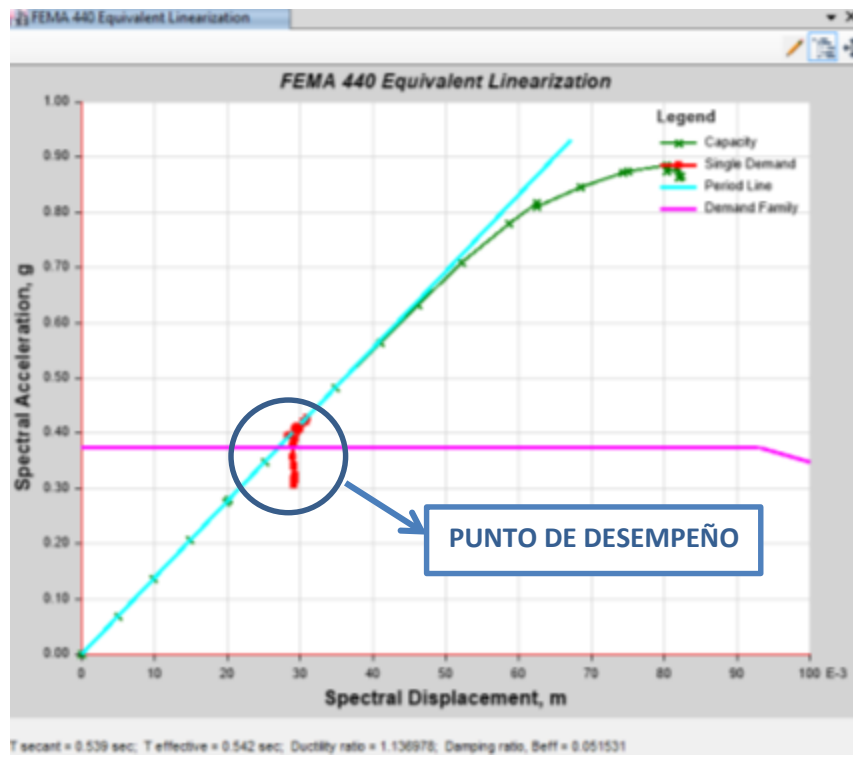 FEMA 440 Equivalent Linearization
FEMA 440 Equivalent Linearization
Legend
Capacity
Single Demand
Period Line
Demand Family
Spectral Acceleration, g
1.00
0.90
0.80
0.70
0.60
0.50
0.40
0.30
0.20
0.10
0.00
PUNTO DE DESEMPEÑO
0 10 20 30 40 50 60 70 80 90 100 E-3
Spectral Displacement, m
T secant = 0.539 sec; T effective = 0.542 sec; Ductility ratio = 1.136978; Damping ratio, Beff = 0.051531